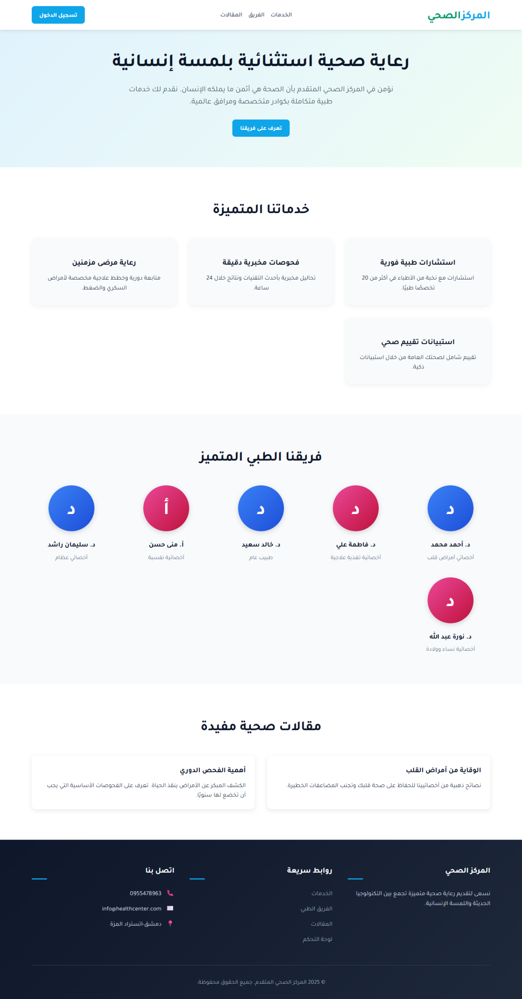 المركزالصحي
الخدمات
الفريق
المقالات
تسجيل الدخول
رعاية صحية استثنائية بلمسة إنسانية
نؤمن في المركز الصحي المتقدم بأن الصحة هي أثمن ما يملكه الإنسان. نقدم لك خدمات
طبية متكاملة بكوادر متخصصة ومرافق عالمية.
تعرف على فريقنا
خدماتنا المتميزة
استشارات طبية فورية
استشارات مع نخبة من الأطباء في أكثر من 20
تخصصًا طبيًا.
فحوصات مخبرية دقيقة
تحاليل مخبرية بأحدث التقنيات ونتائج خلال 24
ساعة.
رعاية مرضى مزمنين
متابعة دورية وخطط علاجية مخصصة لأمراض
السكري والضغط.
استبيانات تقييم صحي
تقييم شامل لصحتك العامة من خلال استبيانات
ذكية.
فريقنا الطبي المتميز
د
د. أحمد محمد
أخصائي أمراض قلب
د
د. فاطمة علي
أخصائية تغذية علاجية
د
د. خالد سعيد
طبيب عام
أ
أ. منى حسن
أخصائية نفسية
د
د. سليمان راشد
أخصائي عظام
د
د. نورة عبد الله
أخصائية نساء وولادة
مقالات صحية مفيدة
الوقاية من أمراض القلب
نصائح ذهبية من أخصائيينا للحفاظ على صحة قلبك وتجنب المضاعفات الخطيرة.
أهمية الفحص الدوري
الكشف المبكر عن الأمراض ينقذ الحياة. تعرف على الفحوصات الأساسية التي يجب
أن تخضع لها سنويًا.
المركز الصحي
نسعى لتقديم رعاية صحية متميزة تجمع بين التكنولوجيا
الحديثة واللمسة الإنسانية.
روابط سريعة
الخدمات
الفريق الطبي
المقالات
لوحة التحكم
اتصل بنا
0955478963
info@healthcenter.com
دمشق-اتستراد المزة
© 2025 المركز الصحي المتقدم. جميع الحقوق محفوظة.